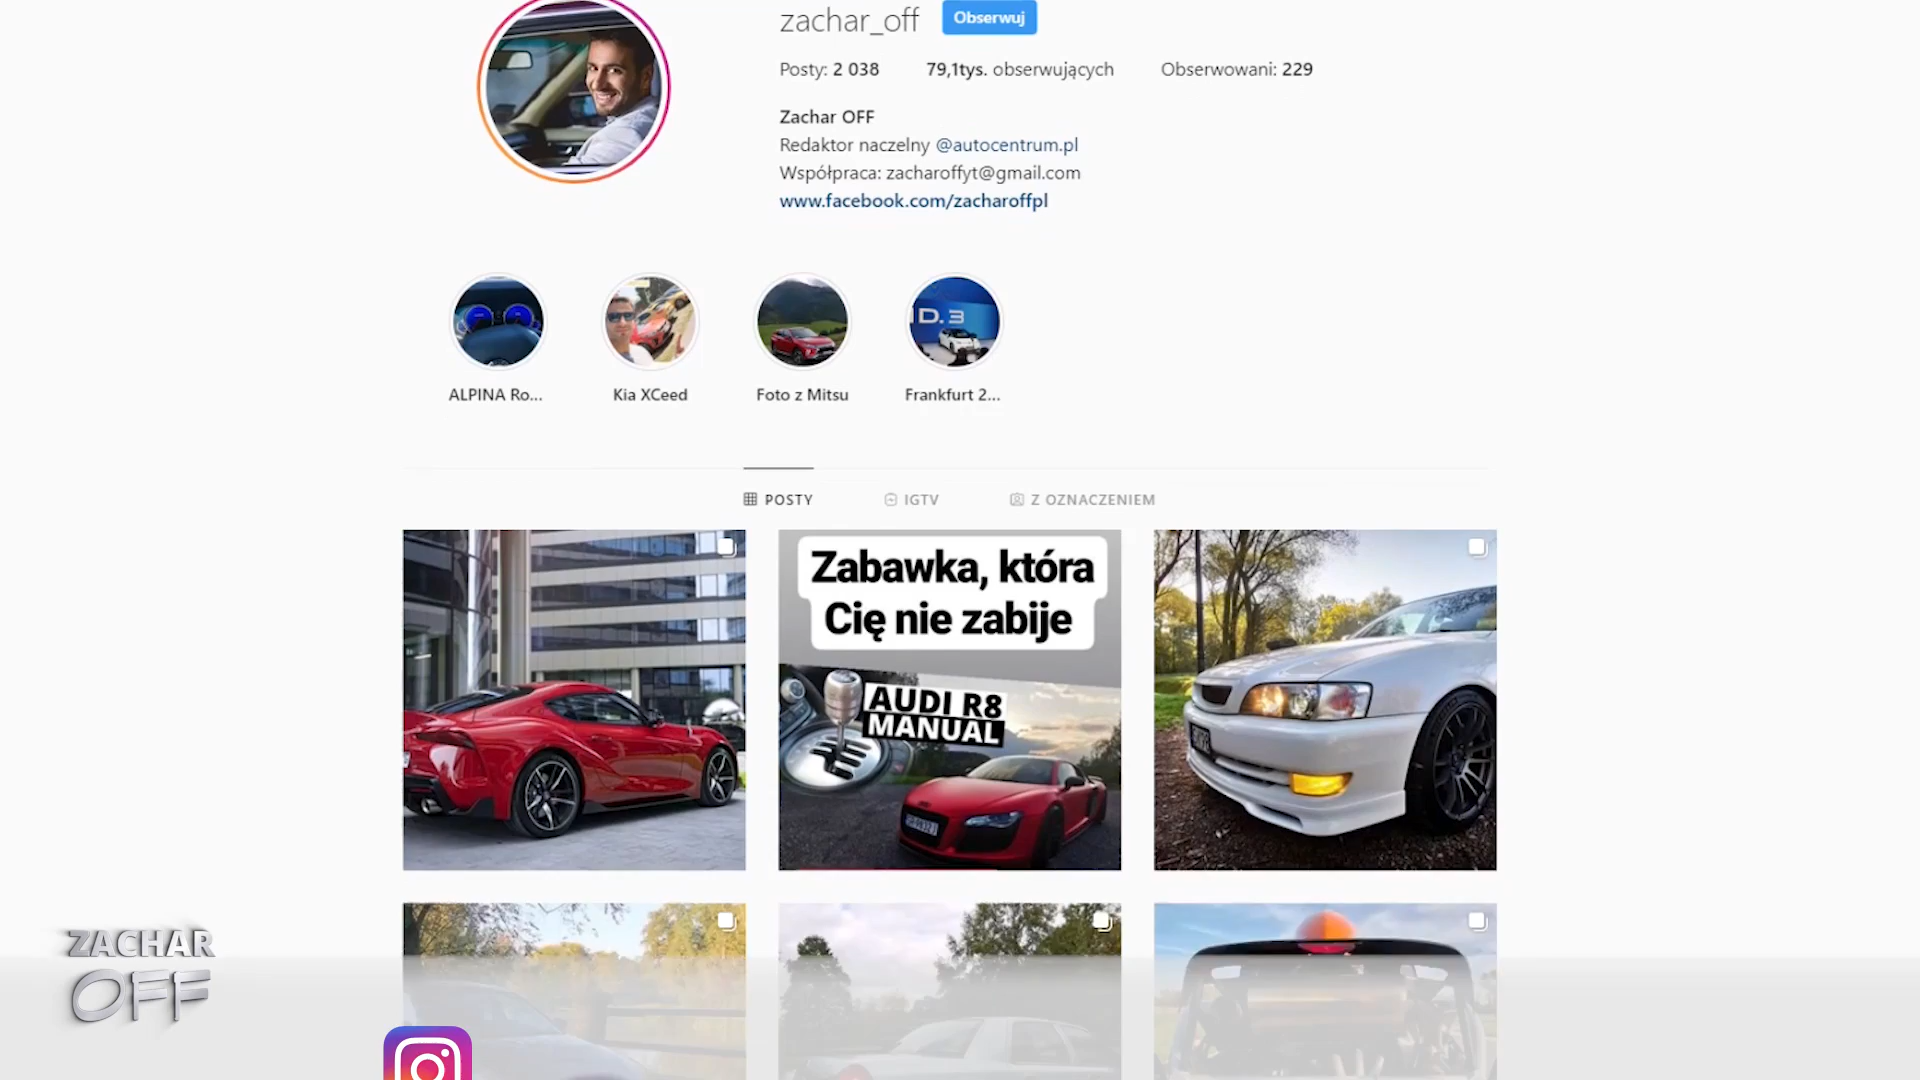 zachar_off Obserwuj
Posty: 2 038 79,1tys. obserwujących Obserwowani: 229
Zachar OFF
Redaktor naczelny @autocentrum.pl
Współpraca: zacharoffyt@gmail.com
www.facebook.com/zacharoffpl
D.3
ALPINA Ro... Kia XCeed Foto z Mitsu Frankfurt 2...
POSTY IGTV Z OZNACZENIEM
Zabawka, która
Cię nie zabije
AUDI R8
MANUAL
ZACHAR
OFF